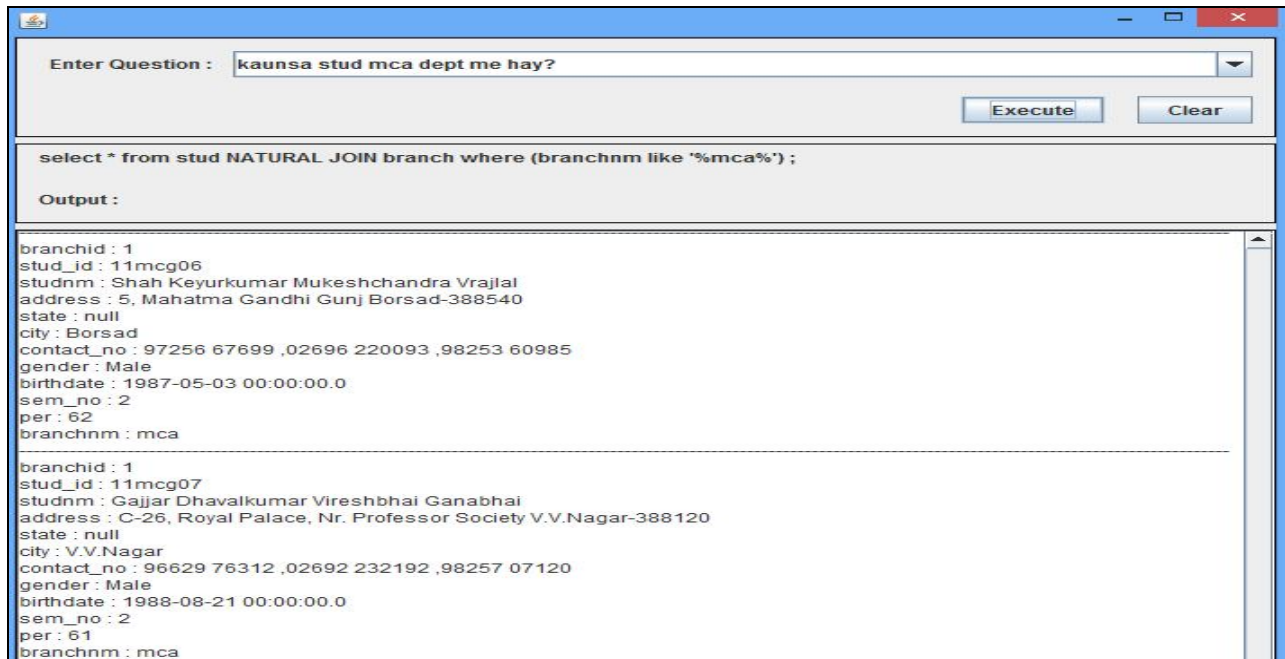 Enter Question : kaunsa stud mca dept me hay?
Execute Clear
select * from stud NATURAL JOIN branch where (branchnm like '%mca%') ;
Output :
branchid : 1
stud_id : 11mcg06
studnm : Shah Keyurkumar Mukeshchandra Vrajlal
address : 5, Mahatma Gandhi Gunj Borsad-388540
state : null
city : Borsad
contact_no : 97256 67699 ,02696 220093 ,98253 60985
gender : Male
birthdate : 1987-05-03 00:00:00.0
sem_no : 2
per : 62
branchnm : mca
branchid : 1
stud_id : 11mcg07
studnm : Gajjar Dhavalkumar Vireshbhai Ganabhai
address : C-26, Royal Palace, Nr. Professor Society V.V.Nagar-388120
state : null
city : V.V.Nagar
contact_no : 96629 76312 ,02692 232192 ,98257 07120
gender : Male
birthdate : 1988-08-21 00:00:00.0
sem_no : 2
per : 61
branchnm : mca